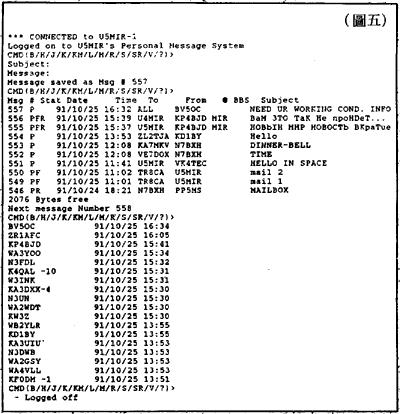 (圖五)
*** CONNECTED to U5MIR-1
Logged on to U5MIR's Personal Message System
CMD(B/H/J/K/KM/L/M/R/S/SR/V/?)>
Subject:
Message:
Message saved as Msg # 557
CMD(B/H/J/K/KM/L/M/R/S/SR/V/?)>
Msg # Stat Date Time To From @ BBS Subject
557 P 91/10/25 16:32 ALL BV5OC NEED UR WORKING COND. INFO
556 PFR 91/10/25 15:39 U4MIR KP4BJD MIR BaM 3TO TaK He npoHDeT...
555 PFR 91/10/25 15:37 U5MIR KP4BJD MIR HOBbIH MHP HOBOCTb BKpaTue
554 P 91/10/25 13:53 ZL2TJA KD1BY Hello
553 P 91/10/25 12:08 KA7MKV N7BXH DINNER-BELL
552 P 91/10/25 12:08 VE7DOX N7BXH TIME
551 P 91/10/25 11:41 U5MIR VK4TEC HELLO IN SPACE
550 PF 91/10/25 11:02 TR8CA U5MIR mail 2
549 PF 91/10/25 11:01 TR8CA U5MIR mail 1
546 PR 91/10/24 18:21 N7BXH PP5MS MAILBOX
2076 Bytes free
Next message Number 558
CMD(B/H/J/K/KM/L/M/R/S/SR/V/?)>
BV5OC 91/10/25 16:34
ZR1AFC 91/10/25 16:05
KP4BJD 91/10/25 15:41
WA3YOO 91/10/25 15:34
N3FDL 91/10/25 15:32
K4QAL -10 91/10/25 15:31
W3INK 91/10/25 15:31
KA3DXX-4 91/10/25 15:30
N3UN 91/10/25 15:30
WA2WDT 91/10/25 15:30
KW3Z 91/10/25 15:30
WB2YLR 91/10/25 13:55
KD1BY 91/10/25 13:55
KA3UIU 91/10/25 13:53
N3DWB 91/10/25 13:53
WA2GSY 91/10/25 13:53
WA4VLL 91/10/25 13:53
KF0DM -1 91/10/25 13:51
CMD(B/H/J/K/KM/L/M/R/S/SR/V/?)>
- Logged off